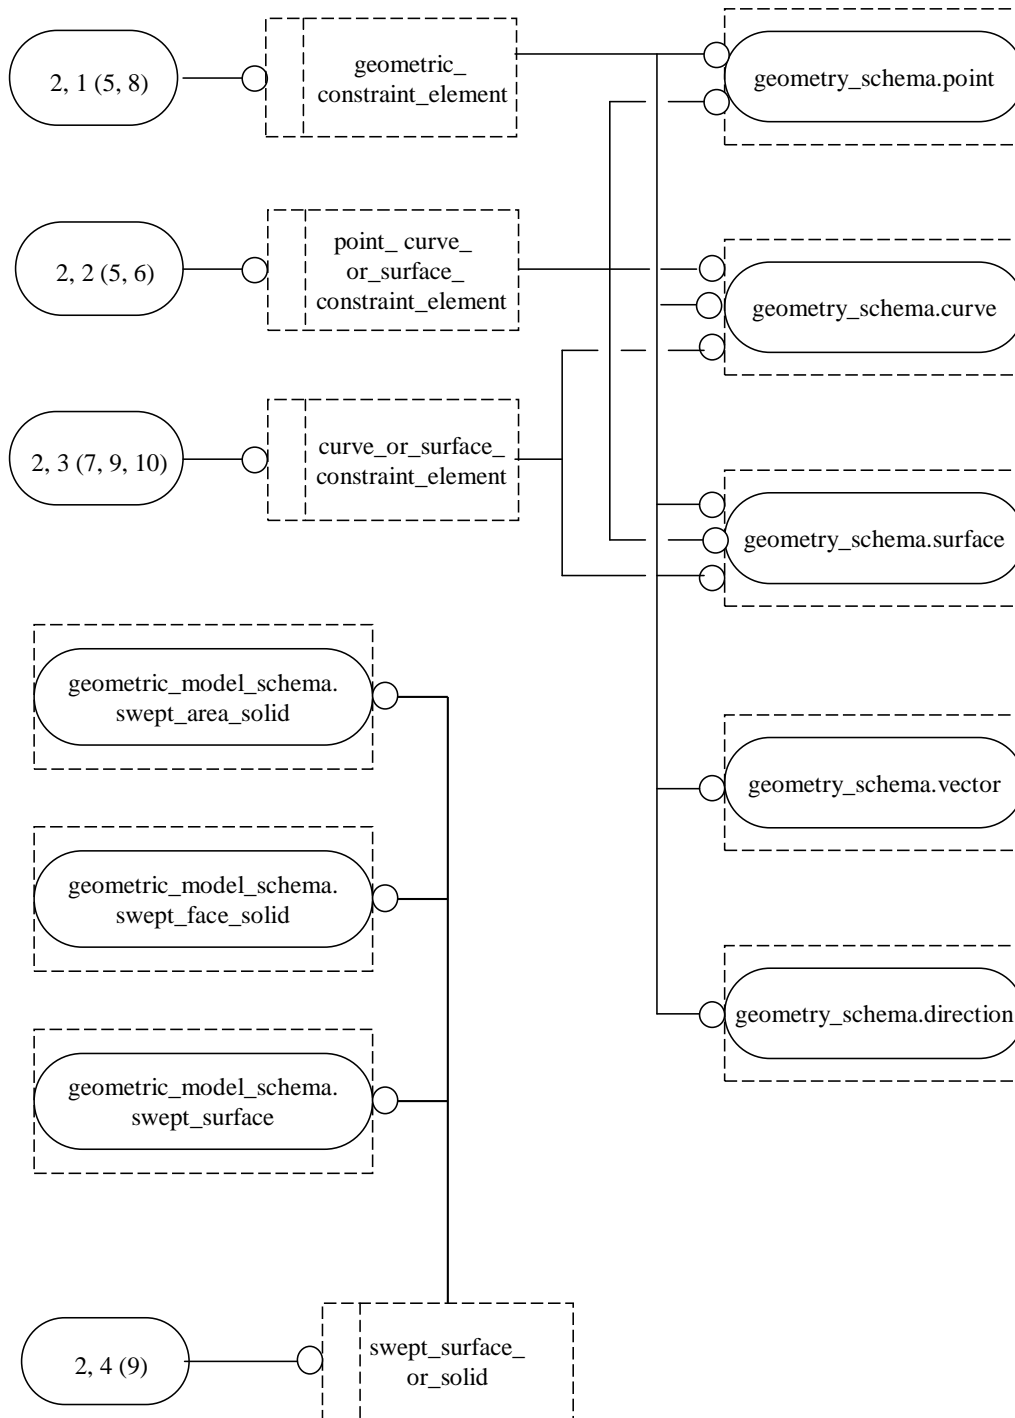 2, 1 (5, 8)
geometric_
constraint_element
geometry_schema.point
2, 2 (5, 6)
point_ curve_
or_surface_
constraint_element
geometry_schema.curve
2, 3 (7, 9, 10)
curve_or_surface_
constraint_element
geometry_schema.surface
geometric_model_schema.
swept_area_solid
geometry_schema.vector
geometric_model_schema.
swept_face_solid
geometry_schema.direction
geometric_model_schema.
swept_surface
2, 4 (9)
swept_surface_
or_solid